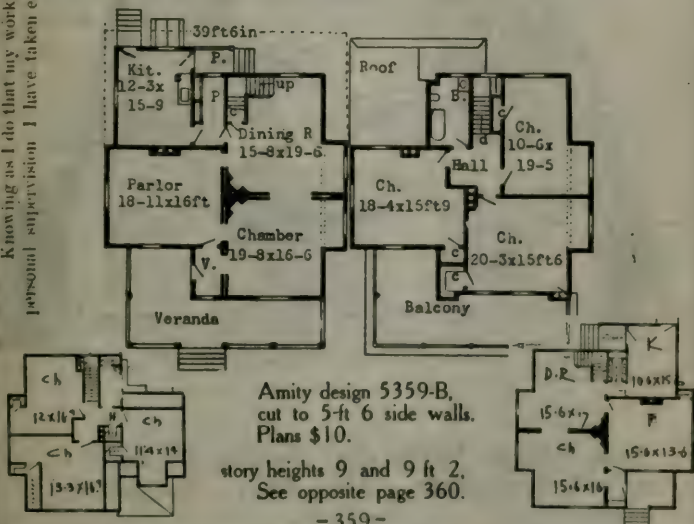 Knowing as I do that my work
personal supervision I have taken e
39ft6in
Kit.
12-3x
15-9
P.
P
up
c
Dining R
15-8x19-6
Parlor
18-11x16ft
Chamber
19-8x16-6
V.
Veranda
Roof
B.
c
c
d
Ch.
10-6x
19-5
Hall
Ch.
18-4x15ft9
Ch.
20-3x15ft6
c
c
Balcony
Ch
12x16
H
Ch
Ch
11.4x14
Amity design 5359-B,
cut to 5-ft 6 side walls.
Plans $10.
story heights 9 and 9 ft 2,
See opposite page 360.
D.R
15.6x17
K
P
15.6x13-6
Ch
15.6x16
-359-